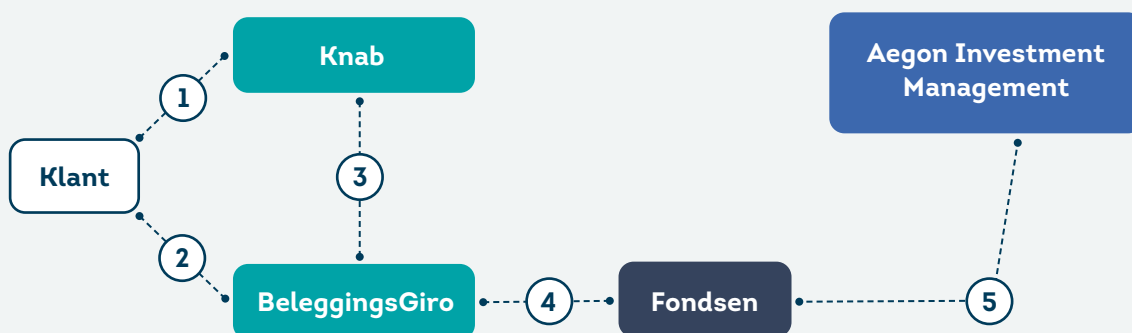 Knab
Aegon Investment
Management
1
Klant
3
2
BeleggingsGiro
4
Fondsen
5